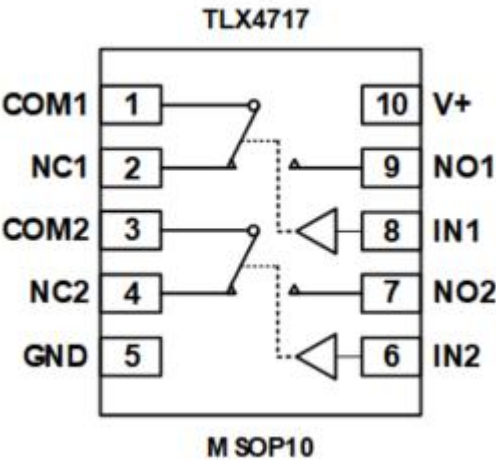 TLX4717
COM1 1 10 V+
NC1 2 9 NO1
COM2 3 8 IN1
NC2 4 7 NO2
GND 5 6 IN2
MSOP10